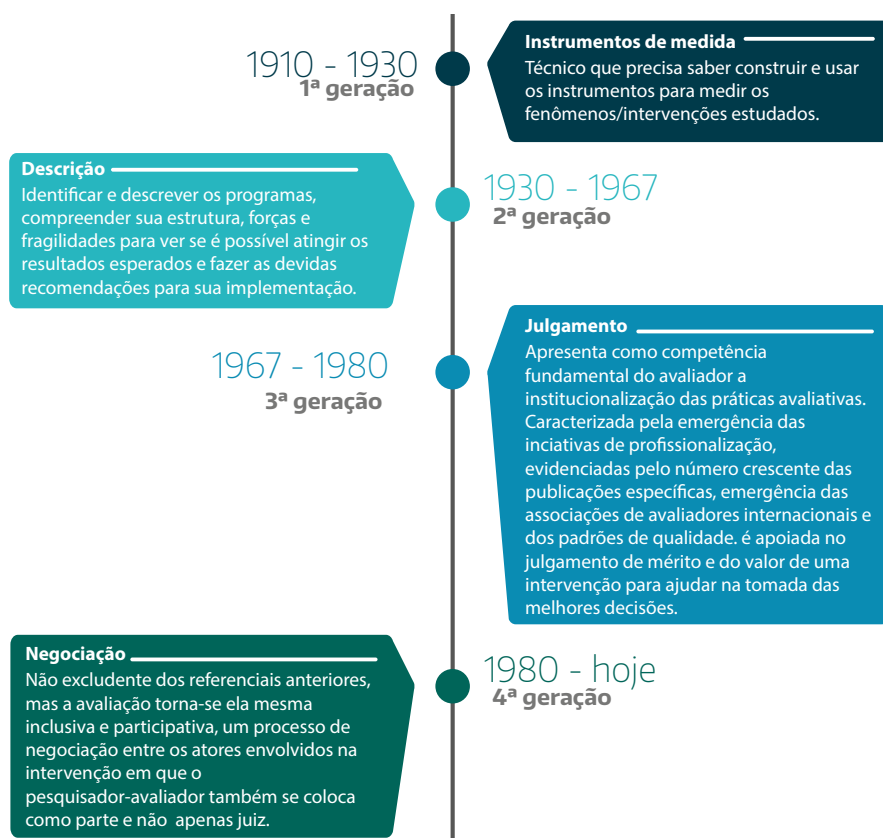 1910 - 1930
1ª geração
Instrumentos de medida
Técnico que precisa saber construir e usar
os instrumentos para medir os
fenômenos/intervenções estudados.
Descrição
Identificar e descrever os programas,
compreender sua estrutura, forças e
fragilidades para ver se é possível atingir os
resultados esperados e fazer as devidas
recomendações para sua implementação.
1930 - 1967
2ª geração
1967 - 1980
3ª geração
Julgamento
Apresenta como competência
fundamental do avaliador a
institucionalização das práticas avaliativas.
Caracterizada pela emergência das
inciativas de profissionalização,
evidenciadas pelo número crescente das
publicações específicas, emergência das
associações de avaliadores internacionais e
dos padrões de qualidade. é apoiada no
julgamento de mérito e do valor de uma
intervenção para ajudar na tomada das
melhores decisões.
Negociação
Não excludente dos referenciais anteriores,
mas a avaliação torna-se ela mesma
inclusiva e participativa, um processo de
negociação entre os atores envolvidos na
intervenção em que o
pesquisador-avaliador também se coloca
como parte e não apenas juiz.
1980 - hoje
4ª geração